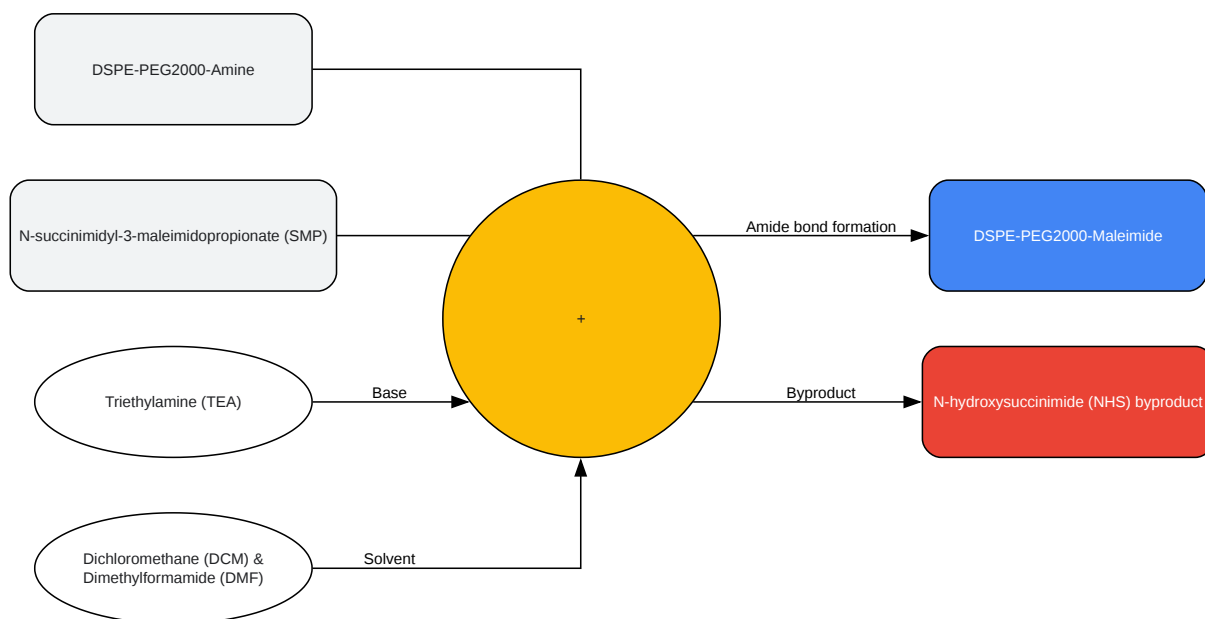 DSPE-PEG2000-Amine
N-succinimidyl-3-maleimidopropionate (SMP)
Amide bond formation
DSPE-PEG2000-Maleimide
+
Triethylamine (TEA)
Base
Byproduct
N-hydroxysuccinimide (NHS) byproduct
Dichloromethane (DCM) &
Dimethylformamide (DMF)
Solvent